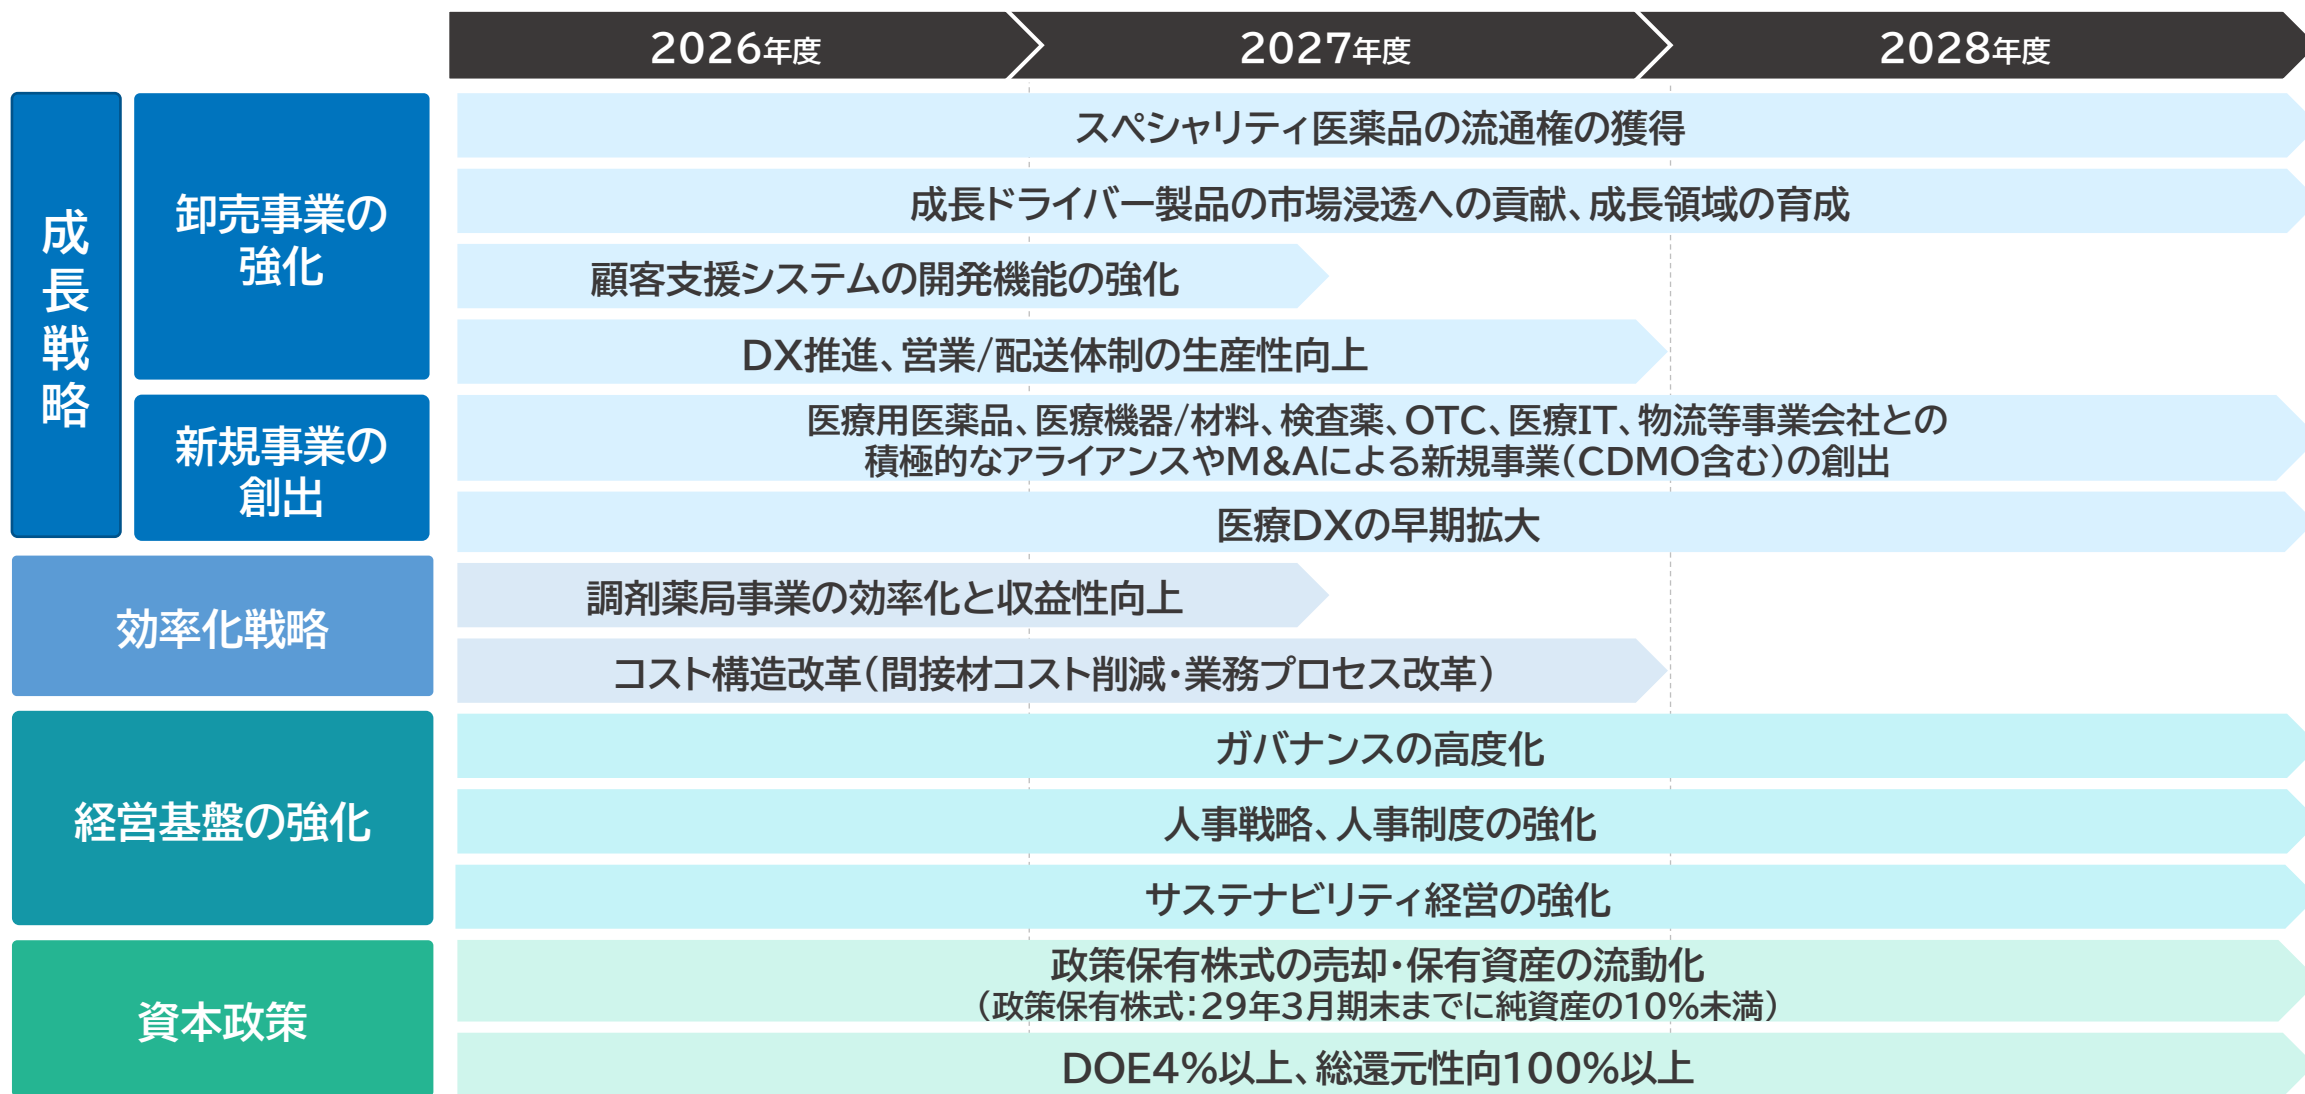 2026年度
2027年度
2028年度
成長戦略
卸売事業の
強化
スペシャリティ医薬品の流通権の獲得
成長ドライバー製品の市場浸透への貢献、成長領域の育成
顧客支援システムの開発機能の強化
DX推進、営業/配送体制の生産性向上
新規事業の
創出
医療用医薬品、医療機器/材料、検査薬、OTC、医療IT、物流等事業会社との
積極的なアライアンスやM&Aによる新規事業(CDMO含む)の創出
医療DXの早期拡大
効率化戦略
調剤薬局事業の効率化と収益性向上
コスト構造改革(間接材コスト削減・業務プロセス改革)
経営基盤の強化
ガバナンスの高度化
人事戦略、人事制度の強化
サステナビリティ経営の強化
資本政策
政策保有株式の売却・保有資産の流動化
(政策保有株式:29年3月期末までに純資産の10%未満)
DOE4%以上、総還元性向100%以上